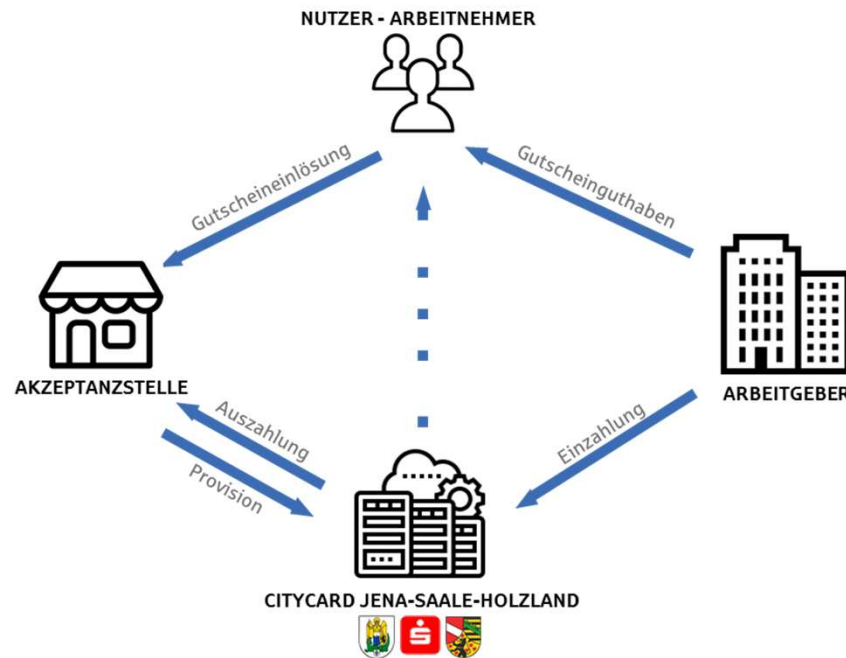 NUTZER - ARBEITNEHMER
Gutscheineinlösung
Gutscheinguthaben
AKZEPTANZSTELLE
ARBEITGEBER
Auszahlung
Einzahlung
Provision
CITYCARD JENA-SAALE-HOLZLAND